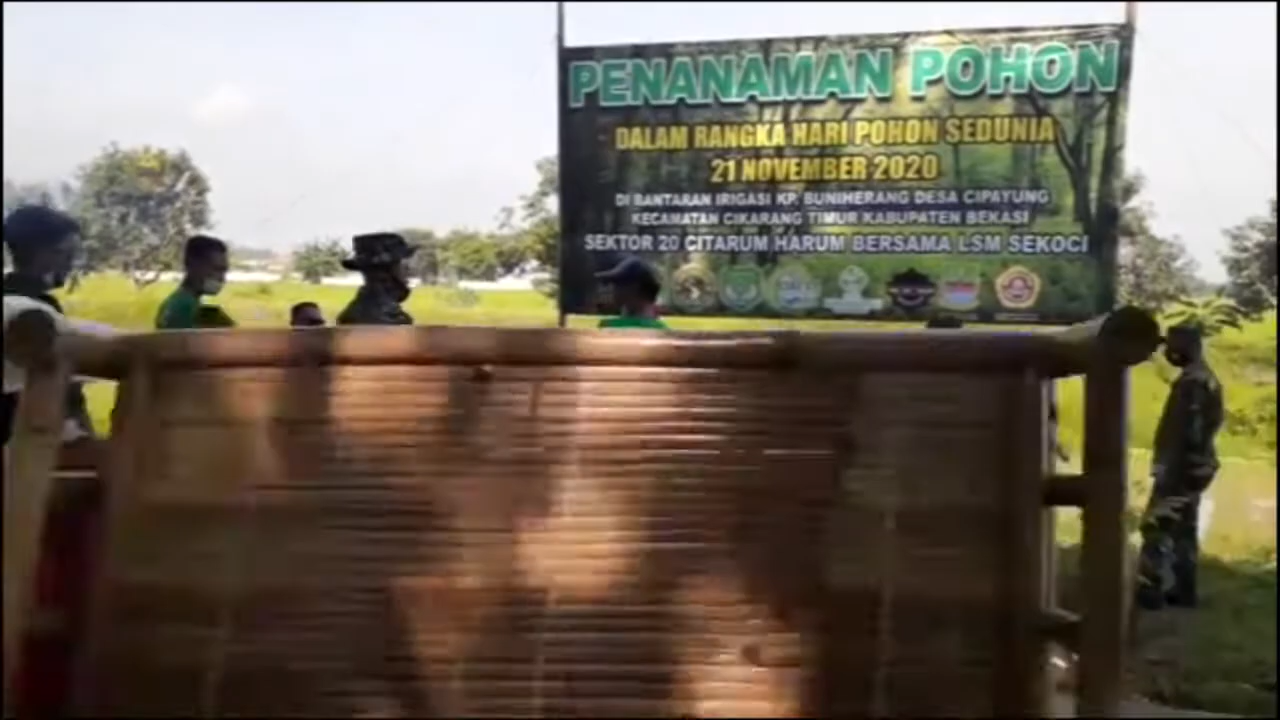 PENANAMAN POHON
DALAM RANGKA HARI POHON SEDUNIA
21 NOVEMBER 2020
DI BANTARAN IRIGASI KP. BUNIHERANG DESA CIPAYUNG
KECAMATAN CIKARANG TIMUR KABUPATEN BEKASI
SEKTOR 20 CITARUM HARUM BERSAMA LSM SEKOCI